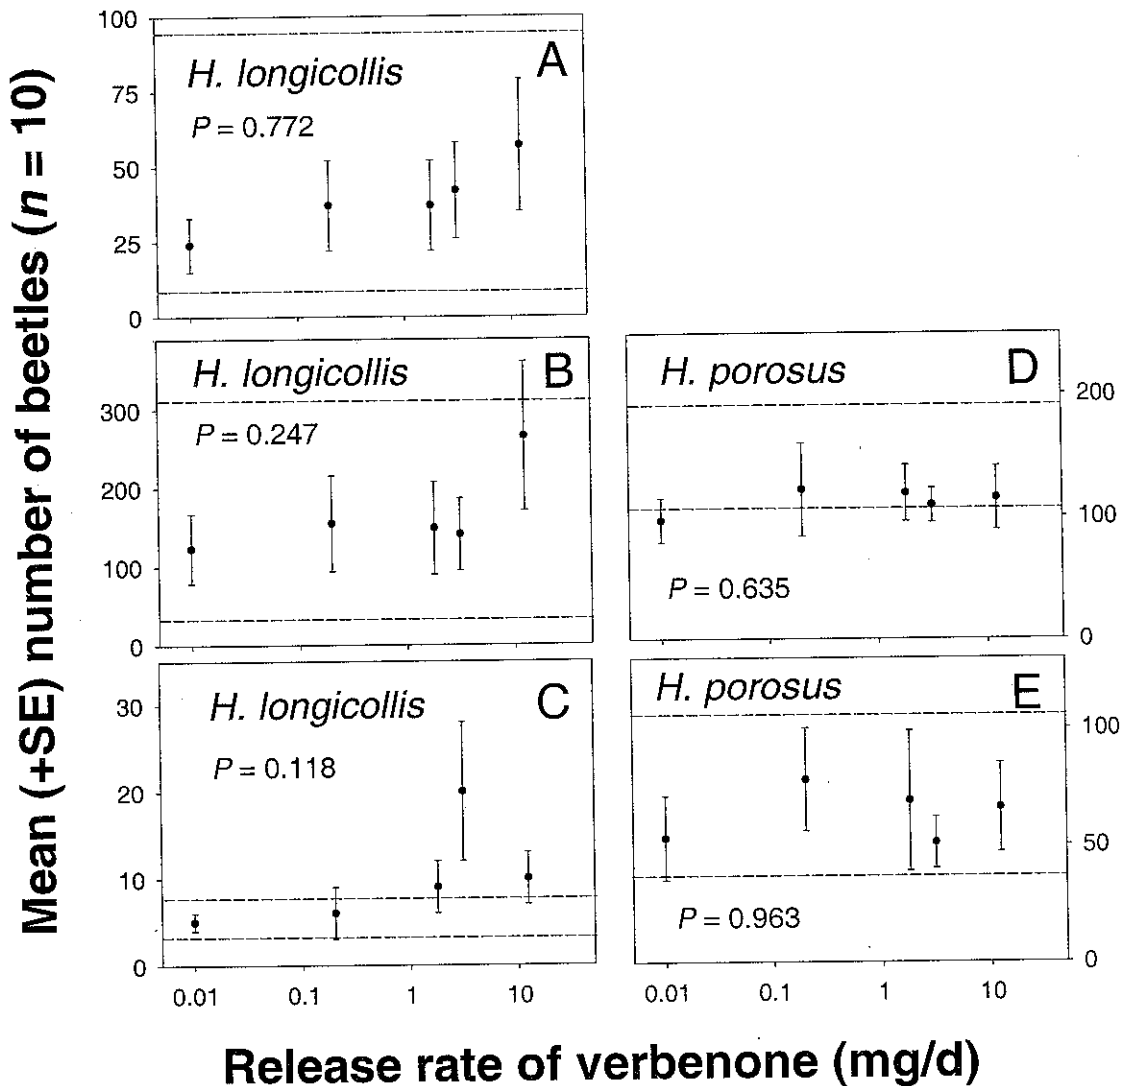 Mean (+SE) number of beetles (n = 10)
100
75
50
25
0
H. longicollis
A
P = 0.772
300
200
100
0
H. longicollis
B
P = 0.247
30
20
10
0
H. longicollis
C
P = 0.118
0.01
0.1
1
10
H. porosus
D
P = 0.635
200
100
0
H. porosus
E
P = 0.963
100
50
0
0.01
0.1
1
10
Release rate of verbenone (mg/d)